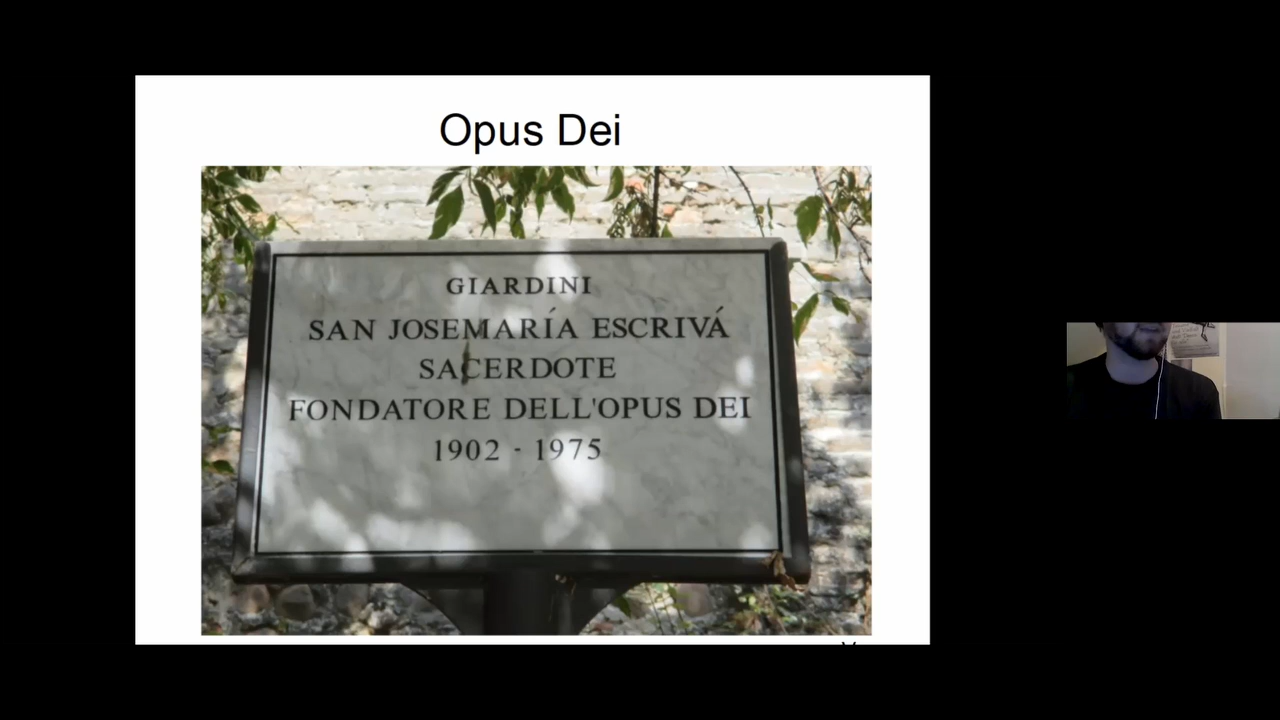 Opus Dei
GIARDINI
SAN JOSEMARÍA ESCRIVÁ
SACERDOTE
FONDATORE DELL'OPUS DEI
1902 - 1975